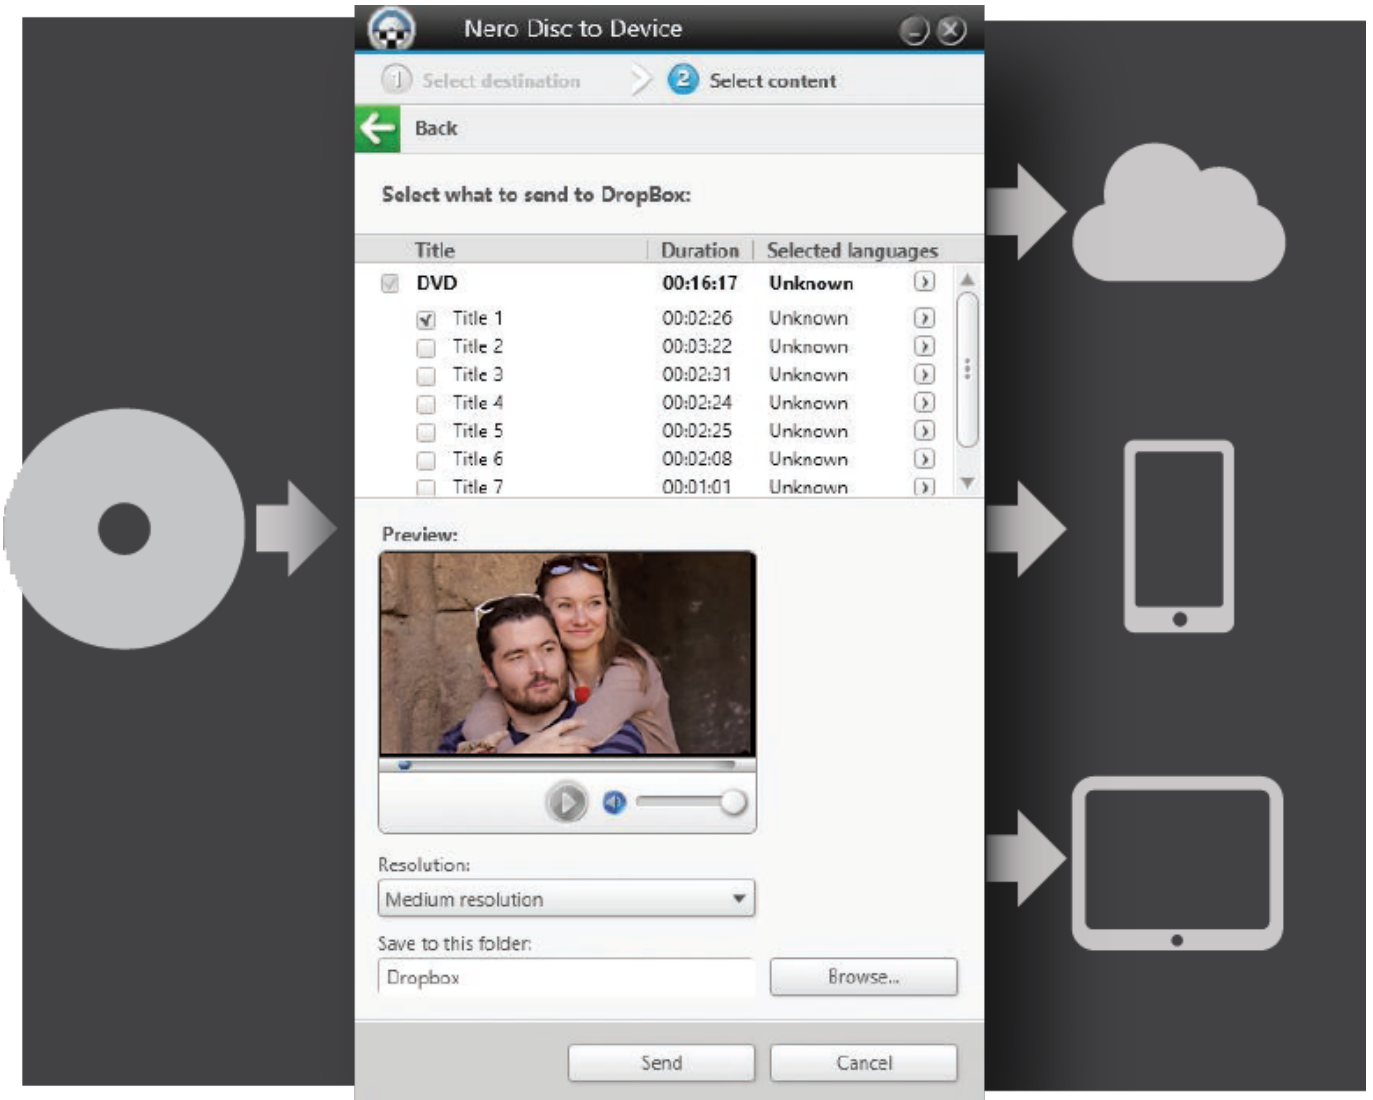 Nero Disc to Device
1 Select destination 2 Select content
Back
Select what to send to DropBox:
Title Duration Selected languages
DVD 00:16:17 Unknown
Title 1 00:02:26 Unknown
Title 2 00:03:22 Unknown
Title 3 00:02:31 Unknown
Title 4 00:02:24 Unknown
Title 5 00:02:25 Unknown
Title 6 00:02:08 Unknown
Title 7 00:01:01 Unknown
Preview:
Resolution:
Medium resolution
Save to this folder:
Dropbox Browse...
Send Cancel